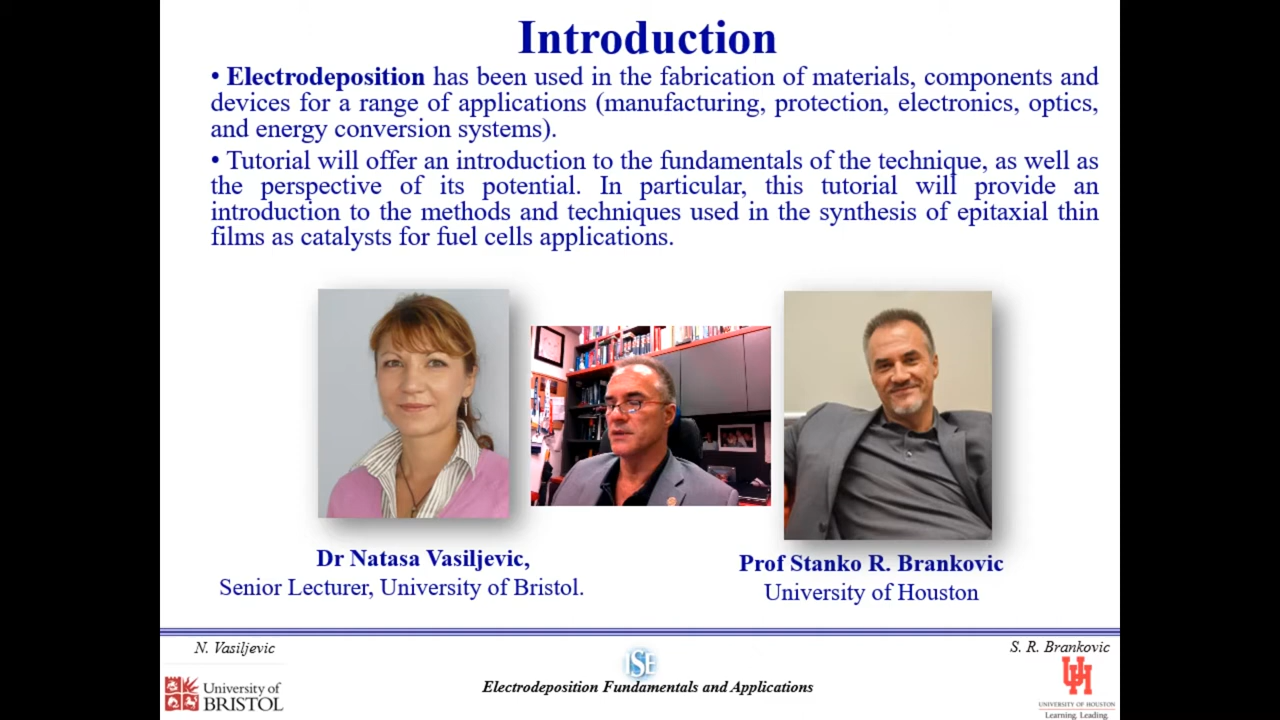 Introduction
• Electrodeposition has been used in the fabrication of materials, components and
devices for a range of applications (manufacturing, protection, electronics, optics,
and energy conversion systems).
• Tutorial will offer an introduction to the fundamentals of the technique, as well as
the perspective of its potential. In particular, this tutorial will provide an
introduction to the methods and techniques used in the synthesis of epitaxial thin
films as catalysts for fuel cells applications.
Dr Natasa Vasiljevic,
Senior Lecturer, University of Bristol.
Prof Stanko R. Brankovic
University of Houston
N. Vasiljevic
S. R. Brankovic
ISE
Electrodeposition Fundamentals and Applications
University of
BRISTOL
UH
UNIVERSITY OF HOUSTON
Learning. Leading.